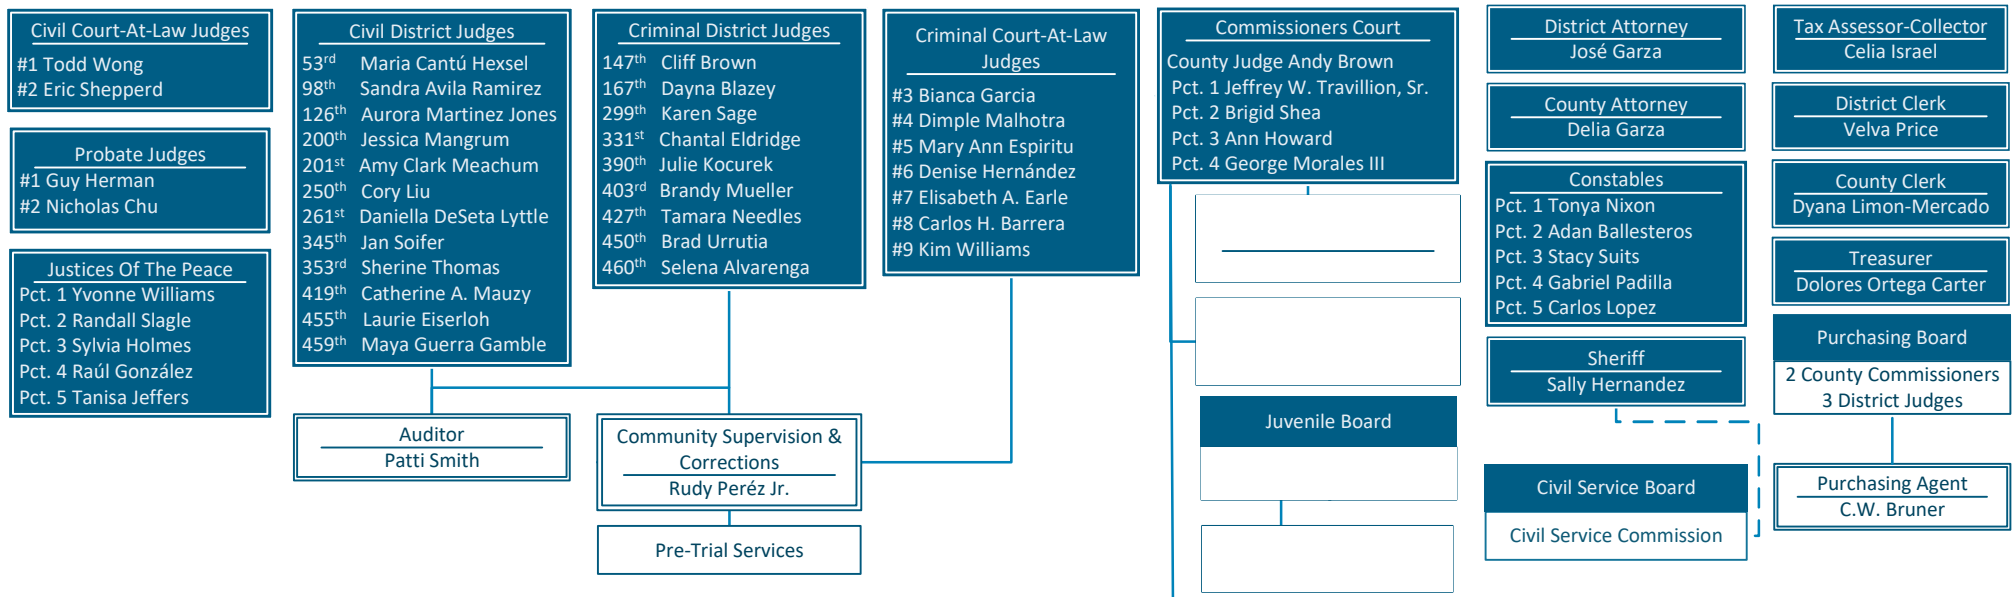 Civil Court-At-Law Judges
#1 Todd Wong
#2 Eric Shepperd
Probate Judges
#1 Guy Herman
#2 Nicholas Chu
Justices Of The Peace
Pct. 1 Yvonne Williams
Pct. 2 Randall Slagle
Pct. 3 Sylvia Holmes
Pct. 4 Raúl González
Pct. 5 Tanisa Jeffers
Civil District Judges
53rd Maria Cantú Hexsel
98th Sandra Avila Ramirez
126th Aurora Martinez Jones
200th Jessica Mangrum
201st Amy Clark Meachum
250th Cory Liu
261st Daniella DeSeta Lyttle
345th Jan Soifer
353rd Sherine Thomas
419th Catherine A. Mauzy
455th Laurie Eiserloh
459th Maya Guerra Gamble
Auditor
Patti Smith
Criminal District Judges
147th Cliff Brown
167th Dayna Blazey
299th Karen Sage
331st Chantal Eldridge
390th Julie Kocurek
403rd Brandy Mueller
427th Tamara Needles
450th Brad Urrutia
460th Selena Alvarenga
Community Supervision &
Corrections
Rudy Peréz Jr.
Pre-Trial Services
Criminal Court-At-Law
Judges
#3 Bianca Garcia
#4 Dimple Malhotra
#5 Mary Ann Espiritu
#6 Denise Hernández
#7 Elisabeth A. Earle
#8 Carlos H. Barrera
#9 Kim Williams
Commissioners Court
County Judge Andy Brown
Pct. 1 Jeffrey W. Travillion, Sr.
Pct. 2 Brigid Shea
Pct. 3 Ann Howard
Pct. 4 George Morales III
Juvenile Board
District Attorney
José Garza
County Attorney
Delia Garza
Constables
Pct. 1 Tonya Nixon
Pct. 2 Adan Ballesteros
Pct. 3 Stacy Suits
Pct. 4 Gabriel Padilla
Pct. 5 Carlos Lopez
Sheriff
Sally Hernandez
Civil Service Board
Civil Service Commission
Tax Assessor-Collector
Celia Israel
District Clerk
Velva Price
County Clerk
Dyana Limon-Mercado
Treasurer
Dolores Ortega Carter
Purchasing Board
2 County Commissioners
3 District Judges
Purchasing Agent
C.W. Bruner